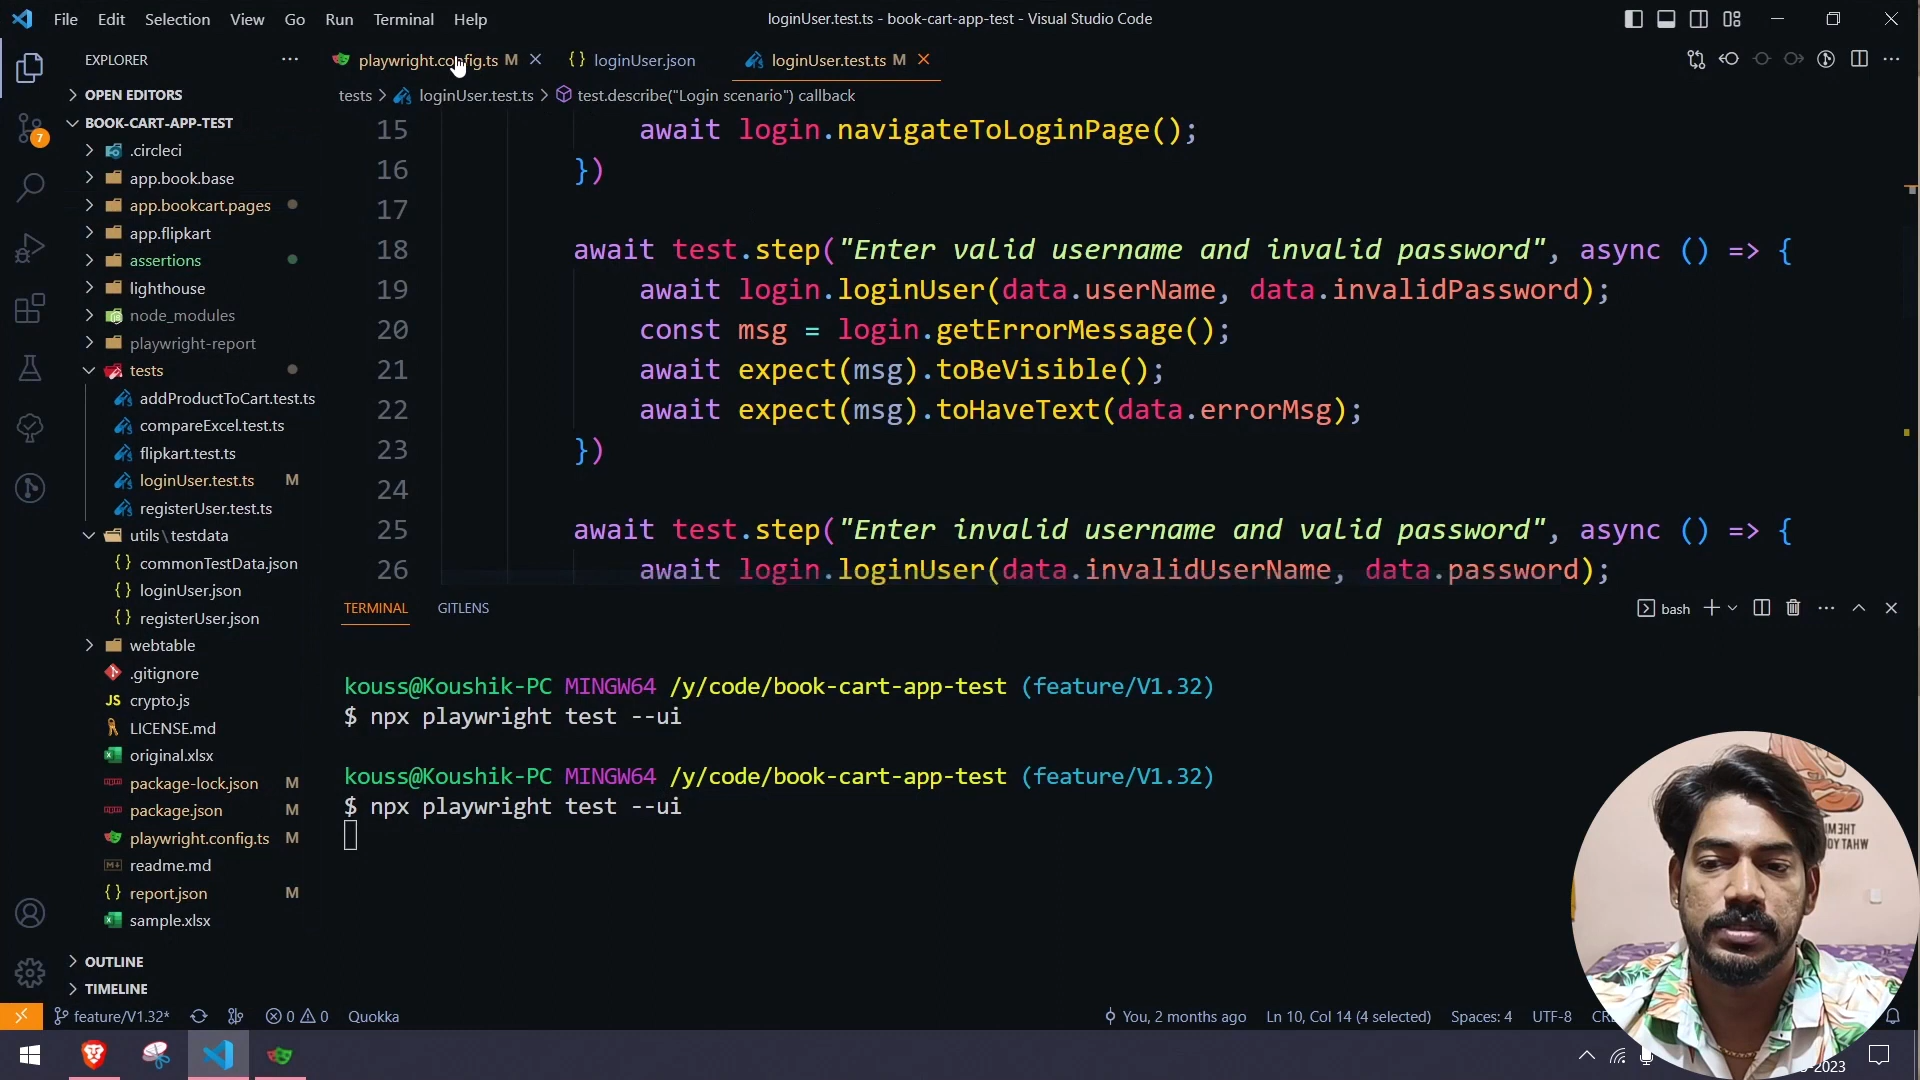 File Edit Selection View Go Run Terminal Help
loginUser.test.ts - book-cart-app-test - Visual Studio Code
EXPLORER
playwright.config.ts M
loginUser.json
loginUser.test.ts M
OPEN EDITORS
tests > loginUser.test.ts > test.describe("Login scenario") callback
BOOK-CART-APP-TEST
.circleci
app.book.base
app.bookcart.pages
app.flipkart
assertions
lighthouse
node_modules
playwright-report
tests
addProductToCart.test.ts
compareExcel.test.ts
flipkart.test.ts
loginUser.test.ts M
registerUser.test.ts
utils\testdata
commonTestData.json
loginUser.json
registerUser.json
webtable
.gitignore
JS crypto.js
LICENSE.md
original.xlsx
package-lock.json M
package.json M
playwright.config.ts M
readme.md
report.json M
sample.xlsx
OUTLINE
TIMELINE
7
15 await login.navigateToLoginPage();
16 })
17
18 await test.step("Enter valid username and invalid password", async () => {
19 await login.loginUser(data.userName, data.invalidPassword);
20 const msg = login.getErrorMessage();
21 await expect(msg).toBeVisible();
22 await expect(msg).toHaveText(data.errorMsg);
23 })
24
25 await test.step("Enter invalid username and valid password", async () => {
26 await login.loginUser(data.invalidUserName, data.password);
TERMINAL GITLENS
bash
kouss@Koushik-PC MINGW64 /y/code/book-cart-app-test (feature/V1.32)
$ npx playwright test --ui
kouss@Koushik-PC MINGW64 /y/code/book-cart-app-test (feature/V1.32)
$ npx playwright test --ui
feature/V1.32* 0 0 Quokka
You, 2 months ago Ln 10, Col 14 (4 selected) Spaces: 4 UTF-8
-2023